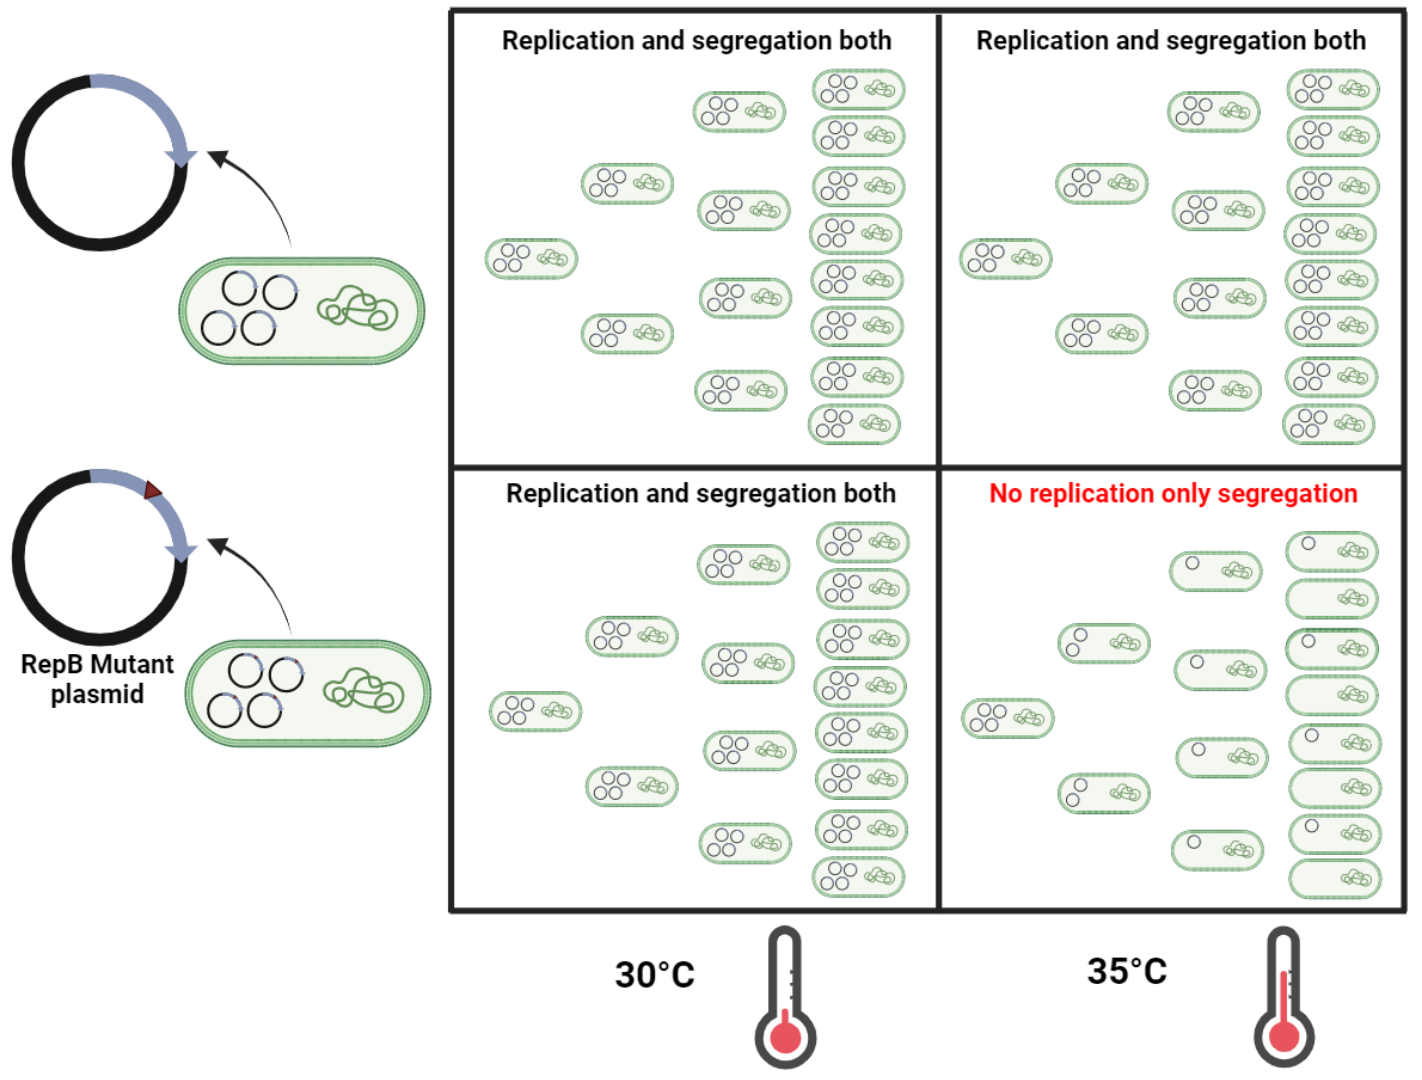 Replication and segregation both
Replication and segregation both
RepB Mutant
plasmid
Replication and segregation both
No replication only segregation
30°C
35°C